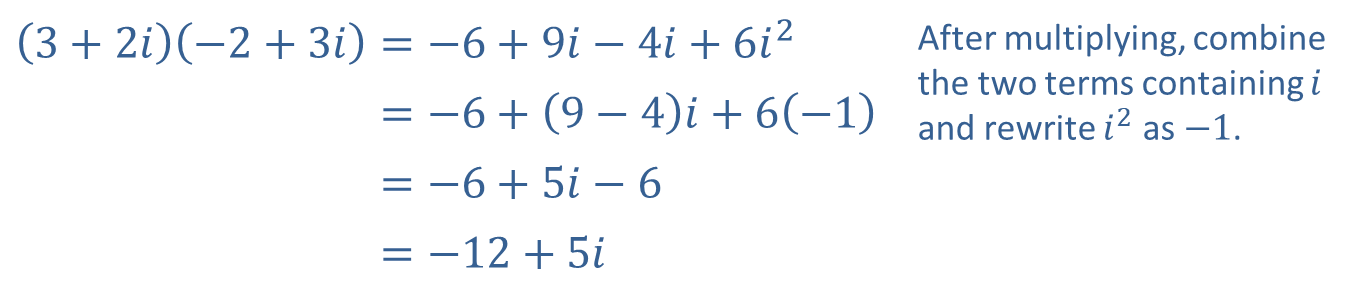 (3 + 2i)(−2 + 3i) = −6 + 9i − 4i + 6i²
= −6 + (9 − 4)i + 6(−1)
= −6 + 5i − 6
= −12 + 5i
After multiplying, combine
the two terms containing i
and rewrite i² as −1.